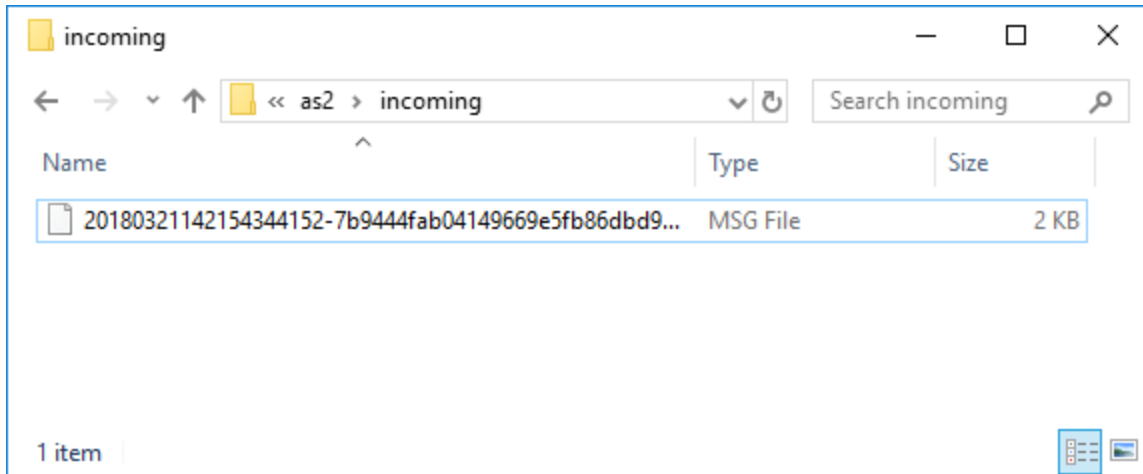 incoming
« as2 > incoming
Search incoming
Name Type Size
20180321142154344152-7b9444fab04149669e5fb86dbd9... MSG File 2 KB
1 item